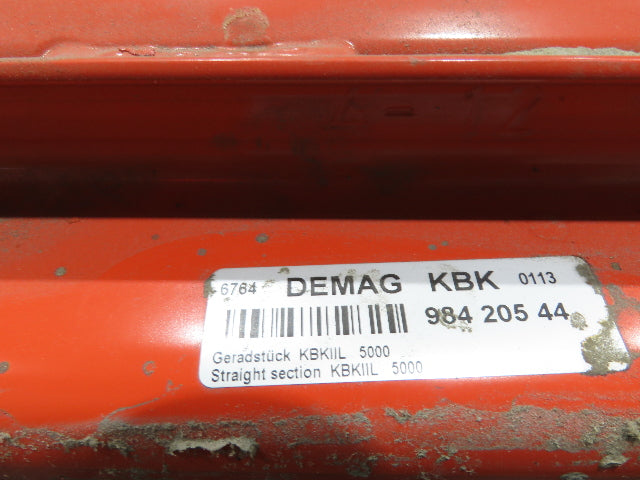 6764 DEMAG KBK 0113
984 205 44
Geradstück KBKIIL 5000
Straight section KBKIIL 5000